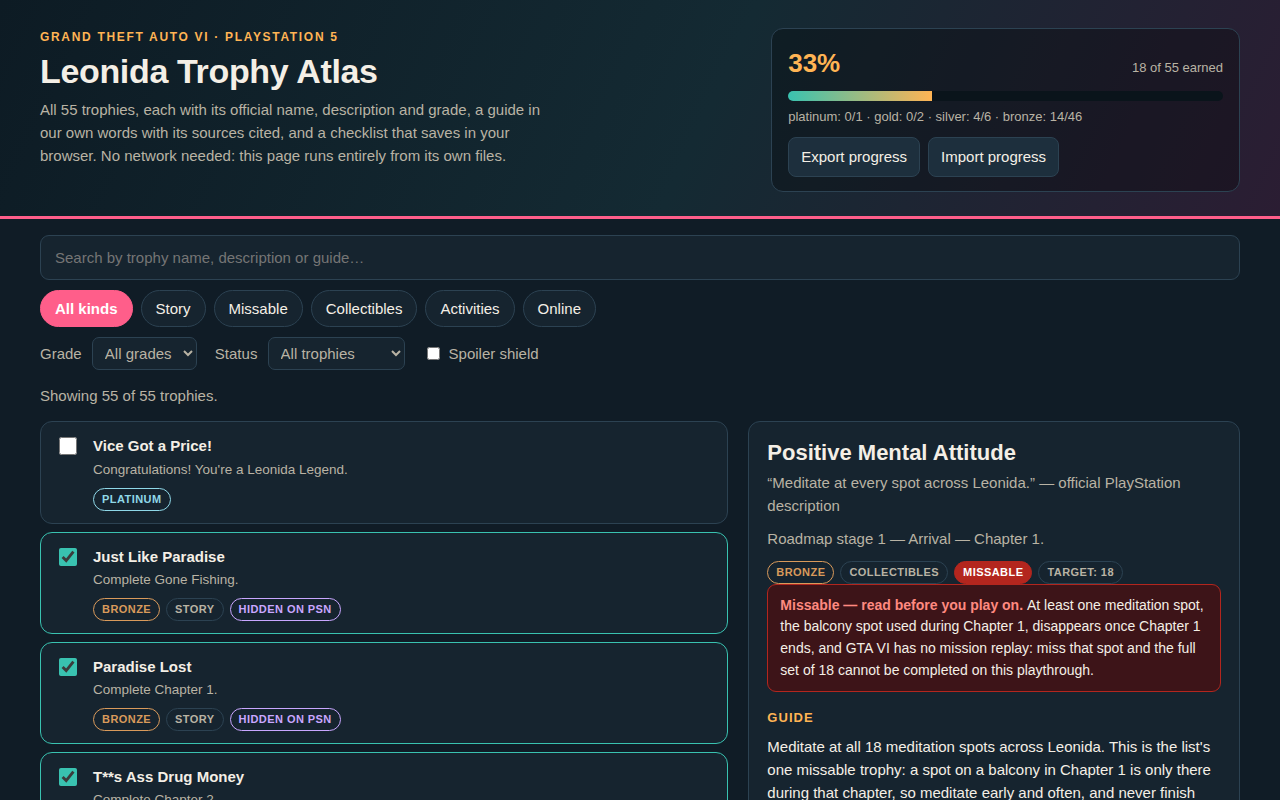 GRAND THEFT AUTO VI · PLAYSTATION 5
Leonida Trophy Atlas
All 55 trophies, each with its official name, description and grade, a guide in
our own words with its sources cited, and a checklist that saves in your
browser. No network needed: this page runs entirely from its own files.
33%
18 of 55 earned
platinum: 0/1 · gold: 0/2 · silver: 4/6 · bronze: 14/46
Export progress
Import progress
Search by trophy name, description or guide…
All kinds
Story
Missable
Collectibles
Activities
Online
Grade
All grades
Status
All trophies
Spoiler shield
Showing 55 of 55 trophies.
Vice Got a Price!
Congratulations! You're a Leonida Legend.
PLATINUM
Just Like Paradise
Complete Gone Fishing.
BRONZE
STORY
HIDDEN ON PSN
Paradise Lost
Complete Chapter 1.
BRONZE
STORY
HIDDEN ON PSN
T**s Ass Drug Money
Complete Chapter 2.
Positive Mental Attitude
“Meditate at every spot across Leonida.” — official PlayStation
description
Roadmap stage 1 — Arrival — Chapter 1.
BRONZE
COLLECTIBLES
MISSABLE
TARGET: 18
Missable — read before you play on. At least one meditation spot,
the balcony spot used during Chapter 1, disappears once Chapter 1
ends, and GTA VI has no mission replay: miss that spot and the full
set of 18 cannot be completed on this playthrough.
GUIDE
Meditate at all 18 meditation spots across Leonida. This is the list's
one missable trophy: a spot on a balcony in Chapter 1 is only there
during that chapter, so meditate early and often, and never finish